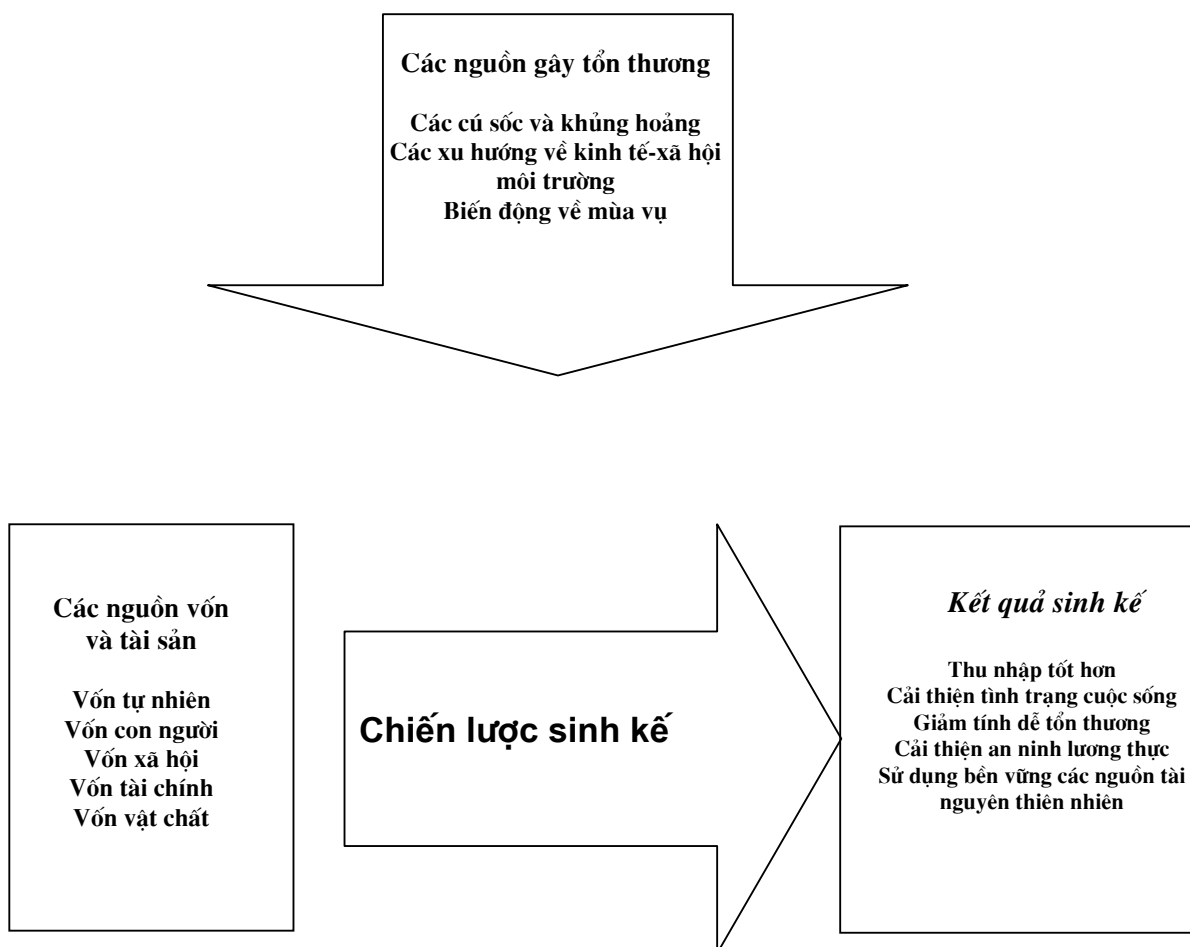 Các nguồn gây tổn thương
Các cú sốc và khủng hoảng
Các xu hướng về kinh tế-xã hội
môi trường
Biến động về mùa vụ
Các nguồn vốn
và tài sản
Vốn tự nhiên
Vốn con người
Vốn xã hội
Vốn tài chính
Vốn vật chất
Chiến lược sinh kế
Kết quả sinh kế
Thu nhập tốt hơn
Cải thiện tình trạng cuộc sống
Giảm tính dễ tổn thương
Cải thiện an ninh lương thực
Sử dụng bền vững các nguồn tài
nguyên thiên nhiên